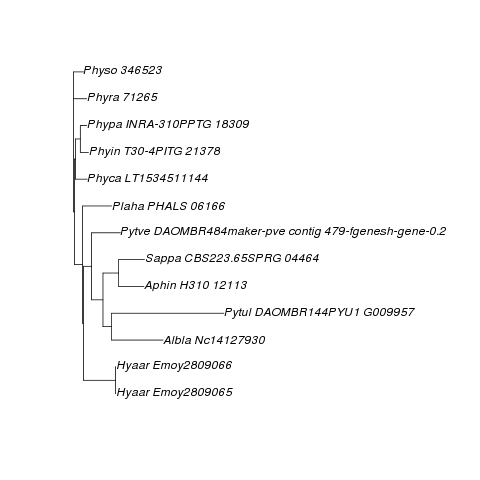 Physo 346523
Phyra 71265
Phypa INRA-310PPTG 18309
Phyin T30-4PITG 21378
Phyca LT1534511144
Plaha PHALS 06166
Pytve DAOMBR484maker-pve contig 479-fgenesh-gene-0.2
Sappa CBS223.65SPRG 04464
Aphin H310 12113
Pytul DAOMBR144PYU1 G009957
Albla Nc14127930
Hyaar Emoy2809066
Hyaar Emoy2809065